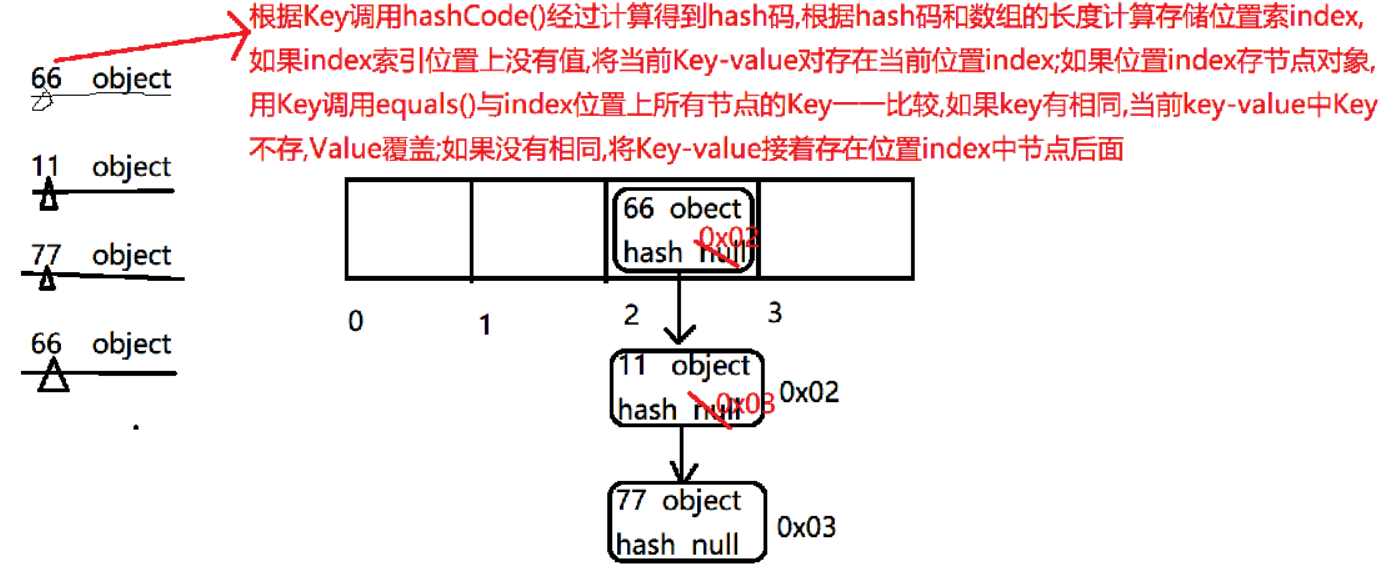 根据Key调用hashCode()经过计算得到hash码,根据hash码和数组的长度计算存储位置索index,
如果index索引位置上没有值,将当前Key-value对存在当前位置index;如果位置index存节点对象,
用Key调用equals()与index位置上所有节点的Key一一比较,如果key有相同,当前key-value中Key
不存,Value覆盖;如果没有相同,将Key-value接着存在位置index中节点后面
66 object
11 object
77 object
66 object
66 obect
0x02
hash null
0 1 2 3
11 object
hash null 0x03
0x02
77 object
hash null
0x03